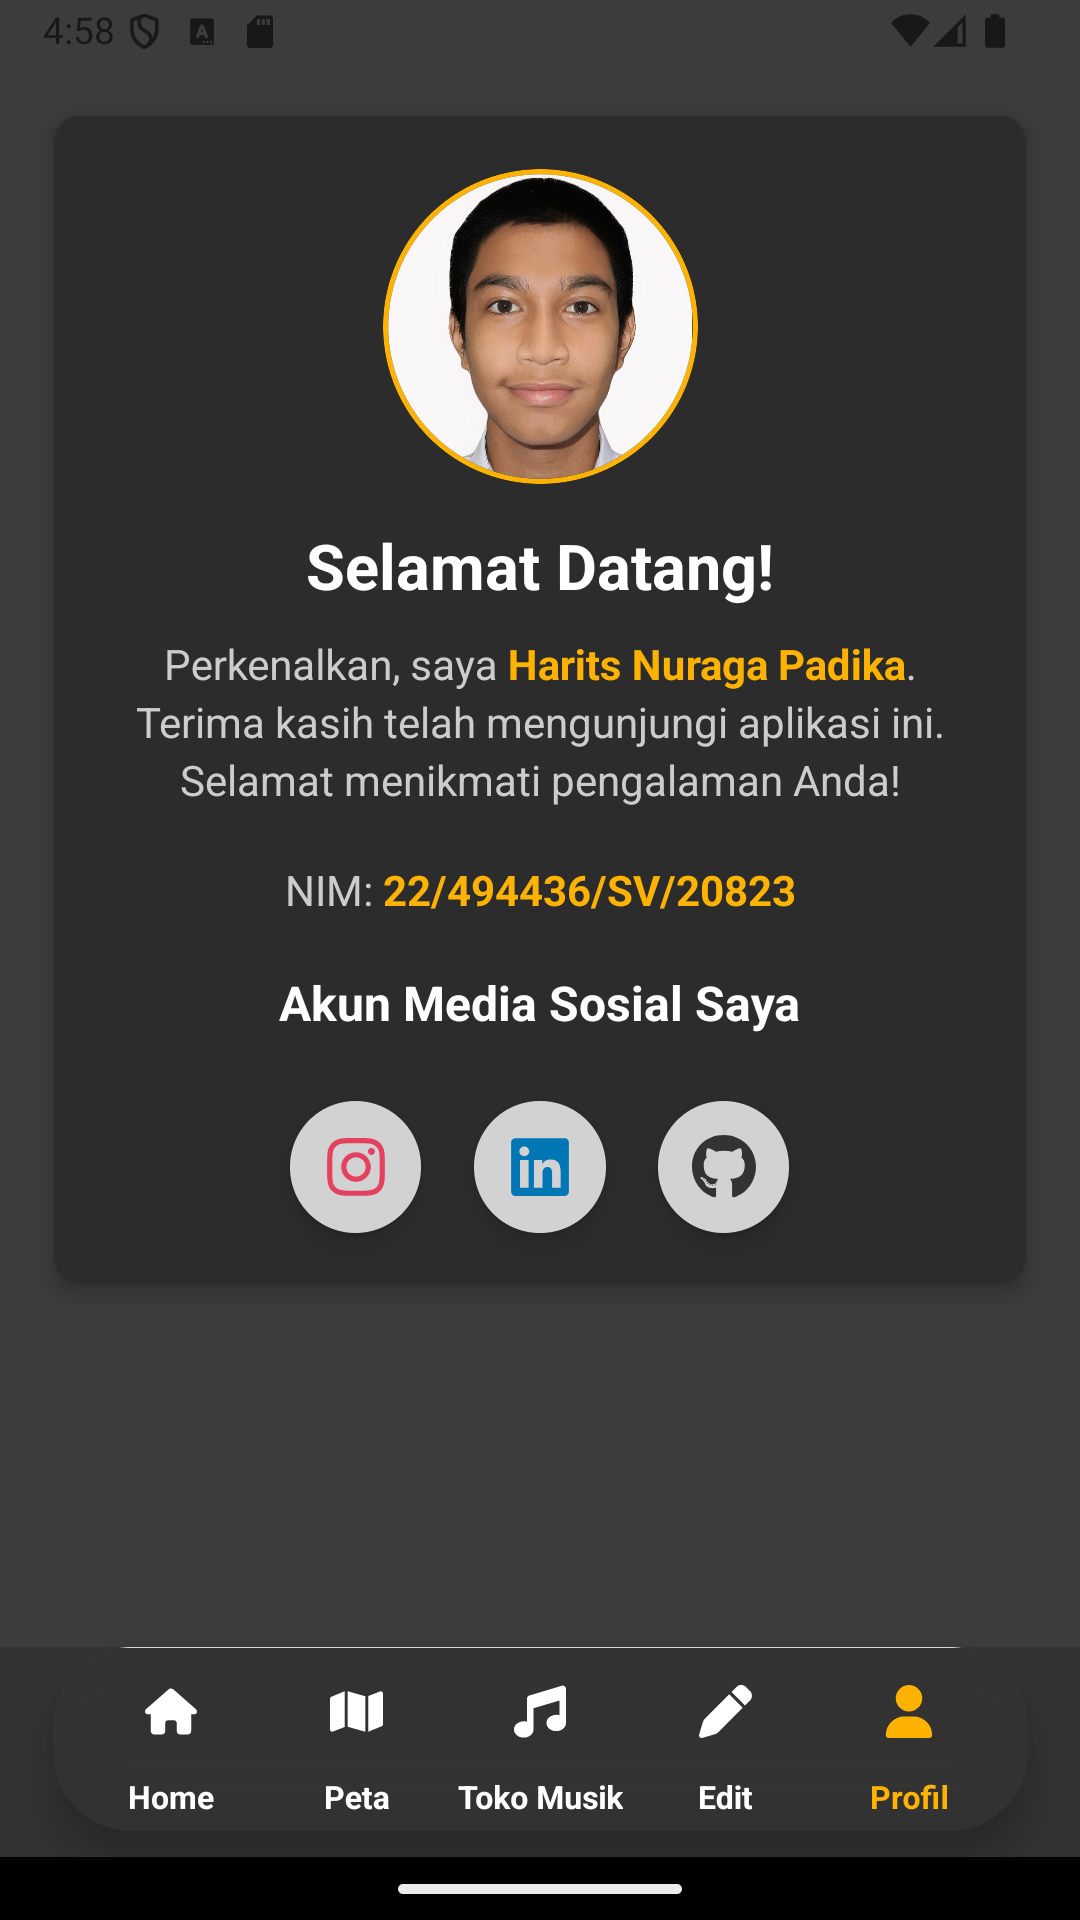 4:58
A
Selamat Datang!
Perkenalkan, saya Harits Nuraga Padika.
Terima kasih telah mengunjungi aplikasi ini.
Selamat menikmati pengalaman Anda!
NIM: 22/494436/SV/20823
Akun Media Sosial Saya
in
Home Peta Toko Musik Edit Profil